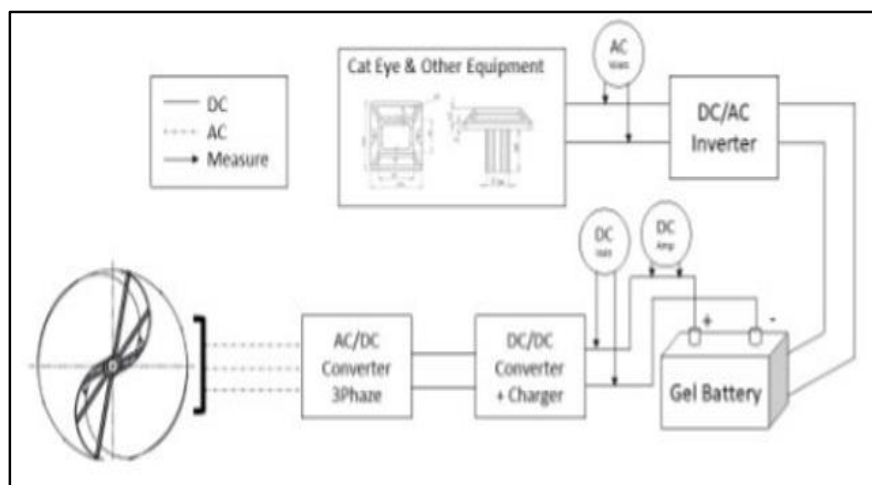 DC
AC
Measure
Cat Eye & Other Equipment
AC
DC/AC
Inverter
DC
Volt
DC
Amp
AC/DC
Converter
3Phaze
DC/DC
Converter
+ Charger
+ -
Gel Battery